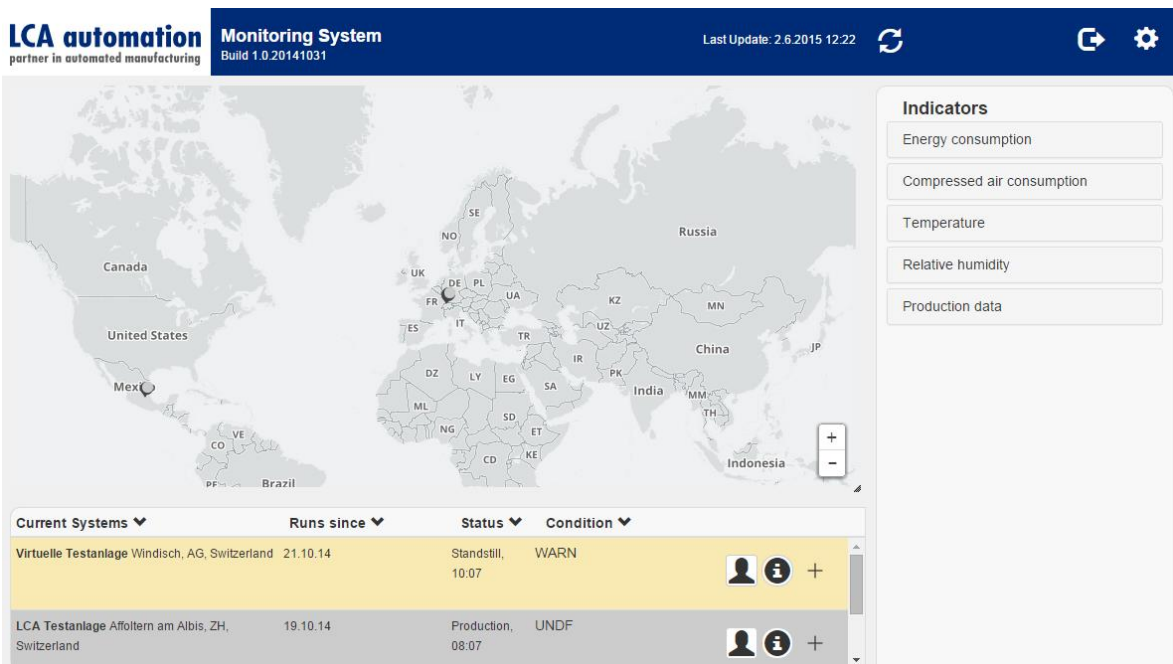 LCA automation
partner in automated manufacturing
Monitoring System
Build 1.0.20141031
Last Update: 2.6.2015 12:22
Indicators
Energy consumption
Compressed air consumption
Temperature
Relative humidity
Production data
SE
NO
Russia
Canada
UK
DE
PL
UA
FR
KZ
MN
ES
IT
TR
UZ
United States
China
JP
IR
DZ
LY
EG
SA
PK
India
MM
Mexico
ML
SD
TH
NG
ET
VE
CO
CD
KE
Indonesia
PE
Brazil
+
−
Current Systems Runs since Status Condition
Virtuelle Testanlage Windisch, AG, Switzerland 21.10.14 Standstill, WARN
10:07
LCA Testanlage Affoltern am Albis, ZH, 19.10.14 Production, UNDF
Switzerland 08:07